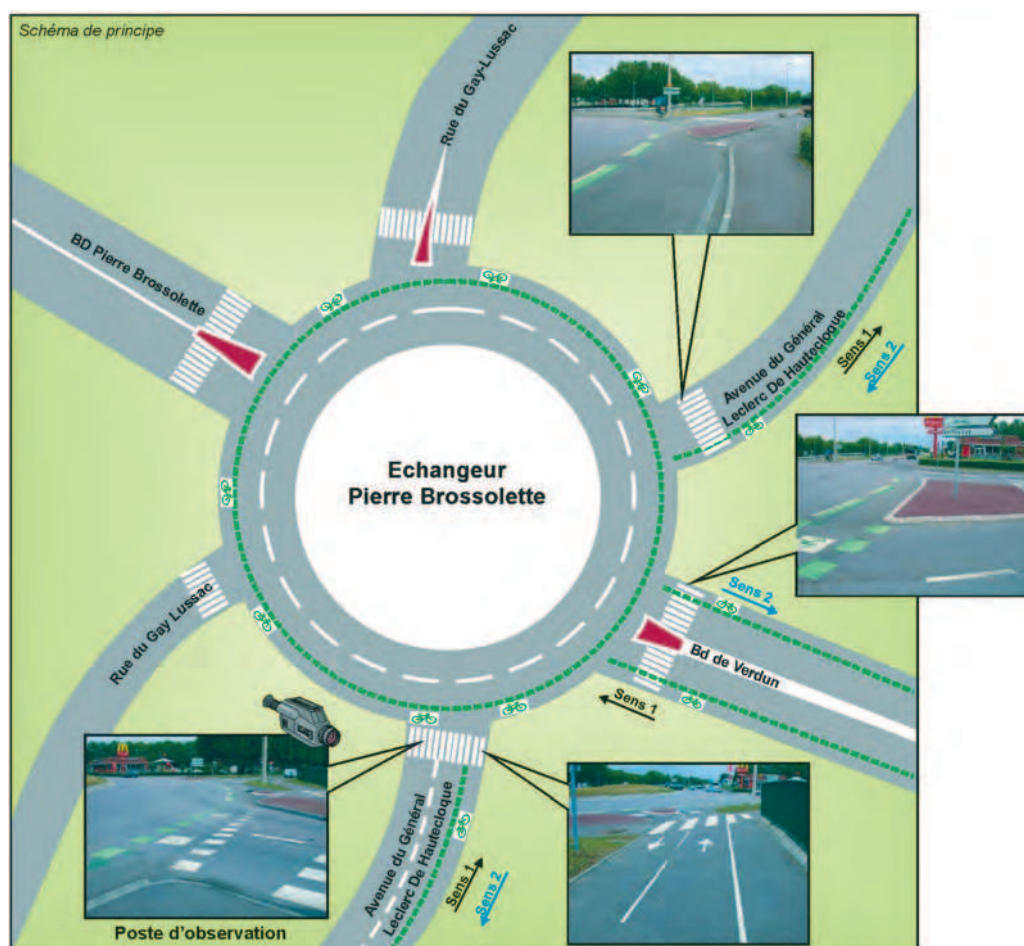 Schéma de principe
Rue du Gay-Lussac
BD Pierre Brossolette
Avenue du Général
Leclerc De Hautecloque
Sens 1
Sens 2
Echangeur
Pierre Brossolette
Sens 2
Rue du Gay Lussac
Bd de Verdun
Sens 1
Avenue du Général
Leclerc De Hautecloque
Sens 1
Sens 2
Poste d'observation